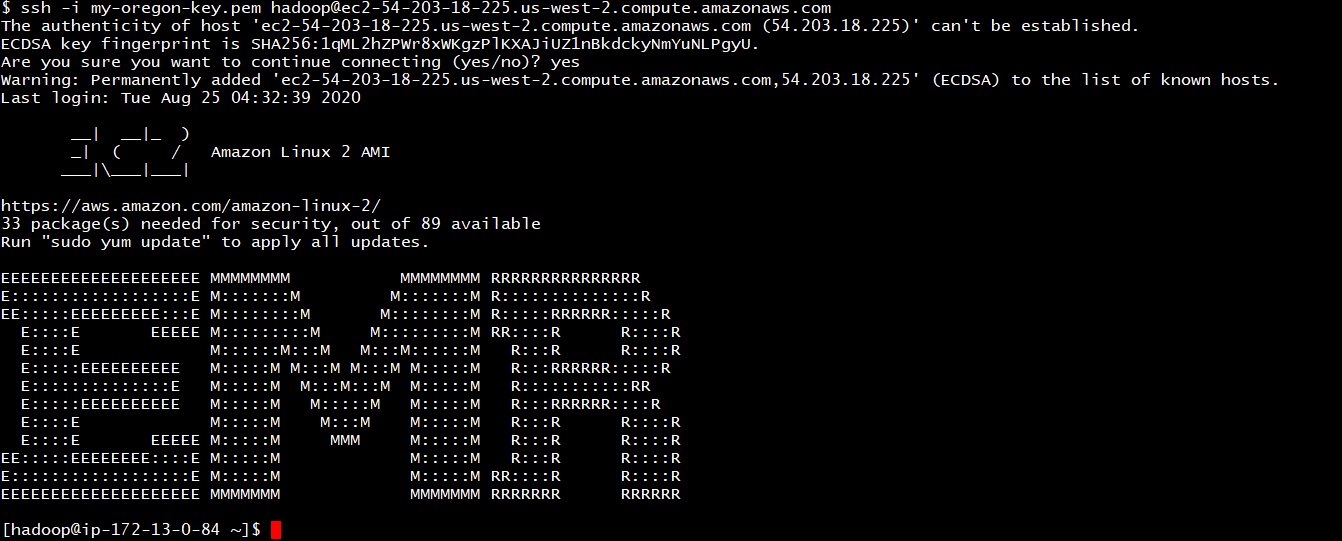 $ ssh -i my-oregon-key.pem hadoop@ec2-54-203-18-225.us-west-2.compute.amazonaws.com
The authenticity of host 'ec2-54-203-18-225.us-west-2.compute.amazonaws.com (54.203.18.225)' can't be established.
ECDSA key fingerprint is SHA256:1qML2hZPWr8xWKgzPlKXAJiUZ1nBkdckyNmYuNLPgyU.
Are you sure you want to continue connecting (yes/no)? yes
Warning: Permanently added 'ec2-54-203-18-225.us-west-2.compute.amazonaws.com,54.203.18.225' (ECDSA) to the list of known hosts.
Last login: Tue Aug 25 04:32:39 2020

       __|  __|_  )
       _|  (     /   Amazon Linux 2 AMI
      ___|\___|___|

https://aws.amazon.com/amazon-linux-2/
33 package(s) needed for security, out of 89 available
Run "sudo yum update" to apply all updates.

EEEEEEEEEEEEEEEEEEEE MMMMMMMM           MMMMMMMM RRRRRRRRRRRRRRR
E::::::::::::::::::E M:::::::M         M:::::::M R::::::::::::::R
EE:::::EEEEEEEEE:::E M::::::::M       M::::::::M R:::::RRRRRR:::::R
  E::::E       EEEEE M:::::::::M     M:::::::::M RR::::R      R::::R
  E::::E             M::::::M:::M   M:::M::::::M   R:::R      R::::R
  E:::::EEEEEEEEEE   M:::::M M:::M M:::M M:::::M   R:::RRRRRR:::::R
  E::::::::::::::E   M:::::M  M:::M:::M  M:::::M   R:::::::::::RR
  E:::::EEEEEEEEEE   M:::::M   M:::::M   M:::::M   R:::RRRRRR::::R
  E::::E             M:::::M    M:::M    M:::::M   R:::R      R::::R
  E::::E       EEEEE M:::::M     MMM     M:::::M   R:::R      R::::R
EE:::::EEEEEEEE::::E M:::::M             M:::::M   R:::R      R::::R
E::::::::::::::::::E M:::::M             M:::::M RR::::R      R::::R
EEEEEEEEEEEEEEEEEEEE MMMMMMM             MMMMMMM RRRRRRR      RRRRRR

[hadoop@ip-172-13-0-84 ~]$